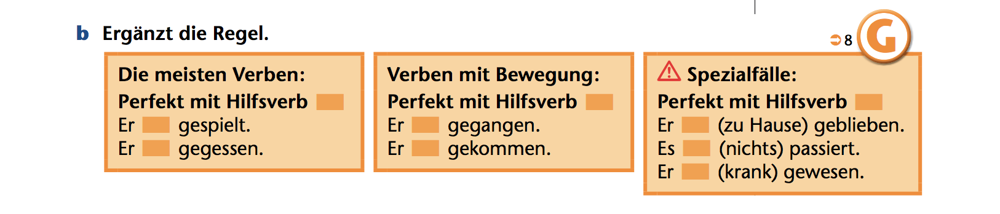 b Ergänzt die Regel.
8 G
Die meisten Verben:
Perfekt mit Hilfsverb
Er gespielt.
Er gegessen.
Verben mit Bewegung:
Perfekt mit Hilfsverb
Er gegangen.
Er gekommen.
Spezialfälle:
Perfekt mit Hilfsverb
Er (zu Hause) geblieben.
Es (nichts) passiert.
Er (krank) gewesen.